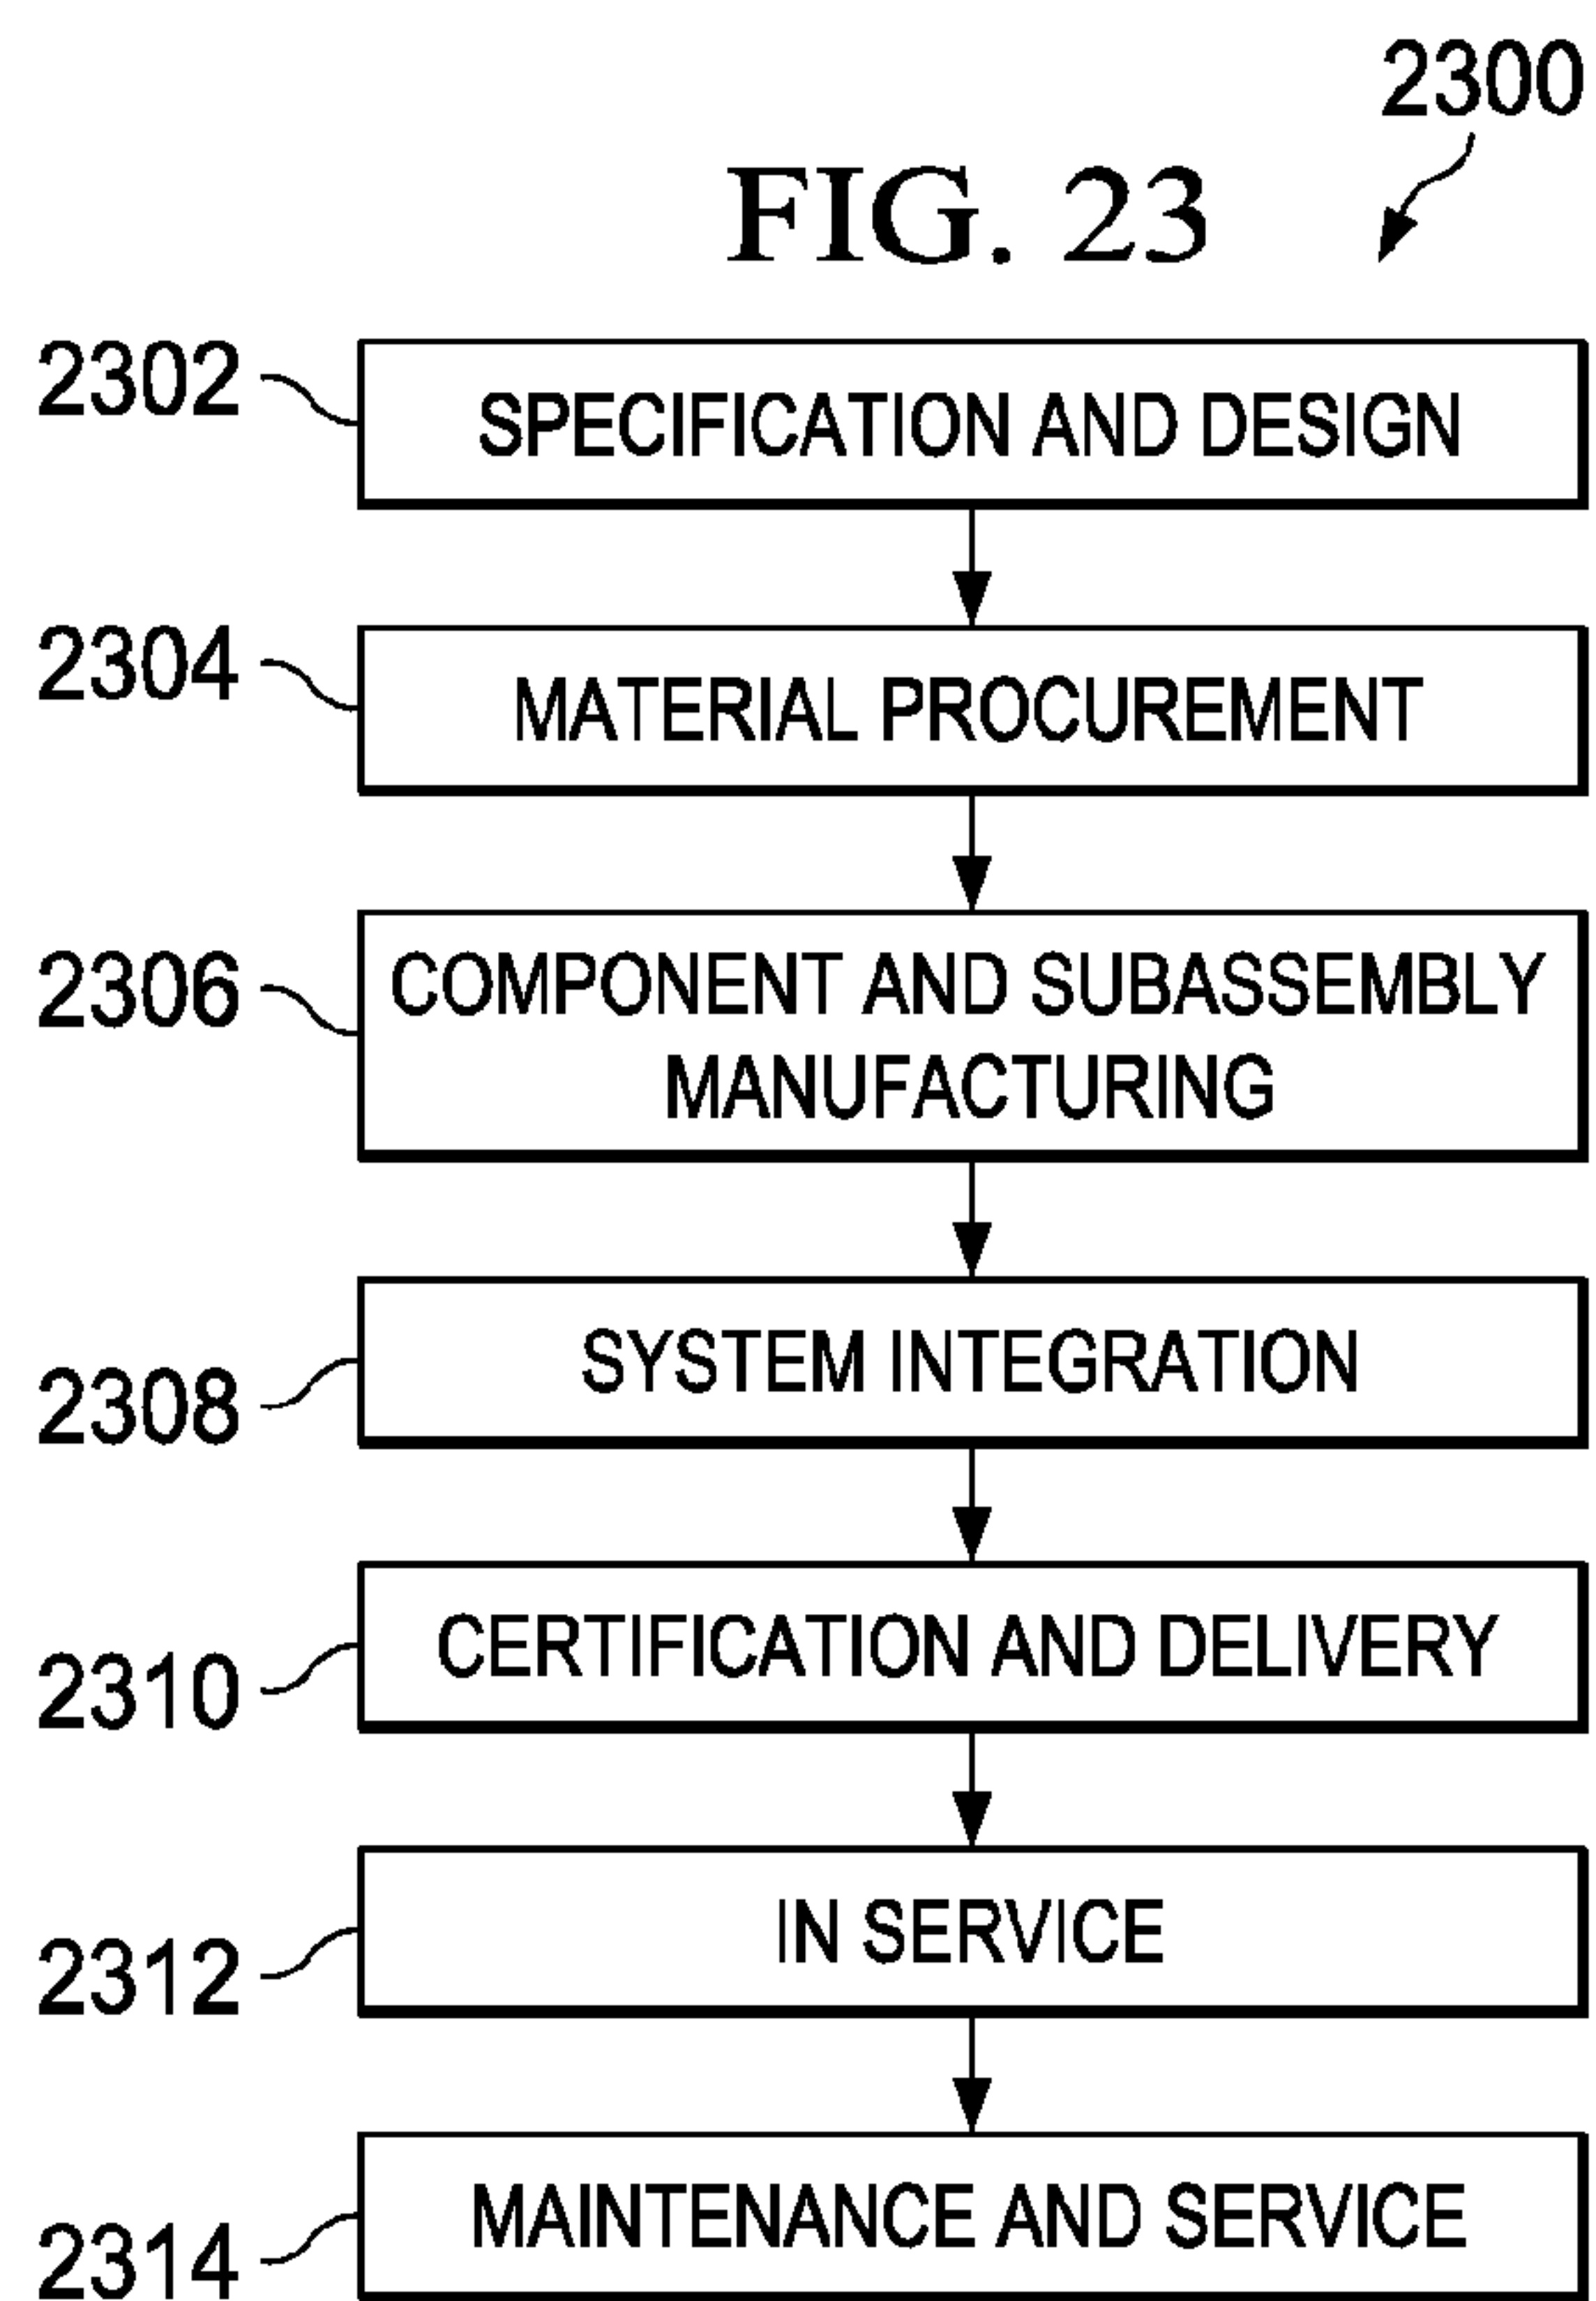 2300
FIG. 23
2302
SPECIFICATION AND DESIGN
2304
MATERIAL PROCUREMENT
2306
COMPONENT AND SUBASSEMBLY
MANUFACTURING
2308
SYSTEM INTEGRATION
2310
CERTIFICATION AND DELIVERY
2312
IN SERVICE
2314
MAINTENANCE AND SERVICE